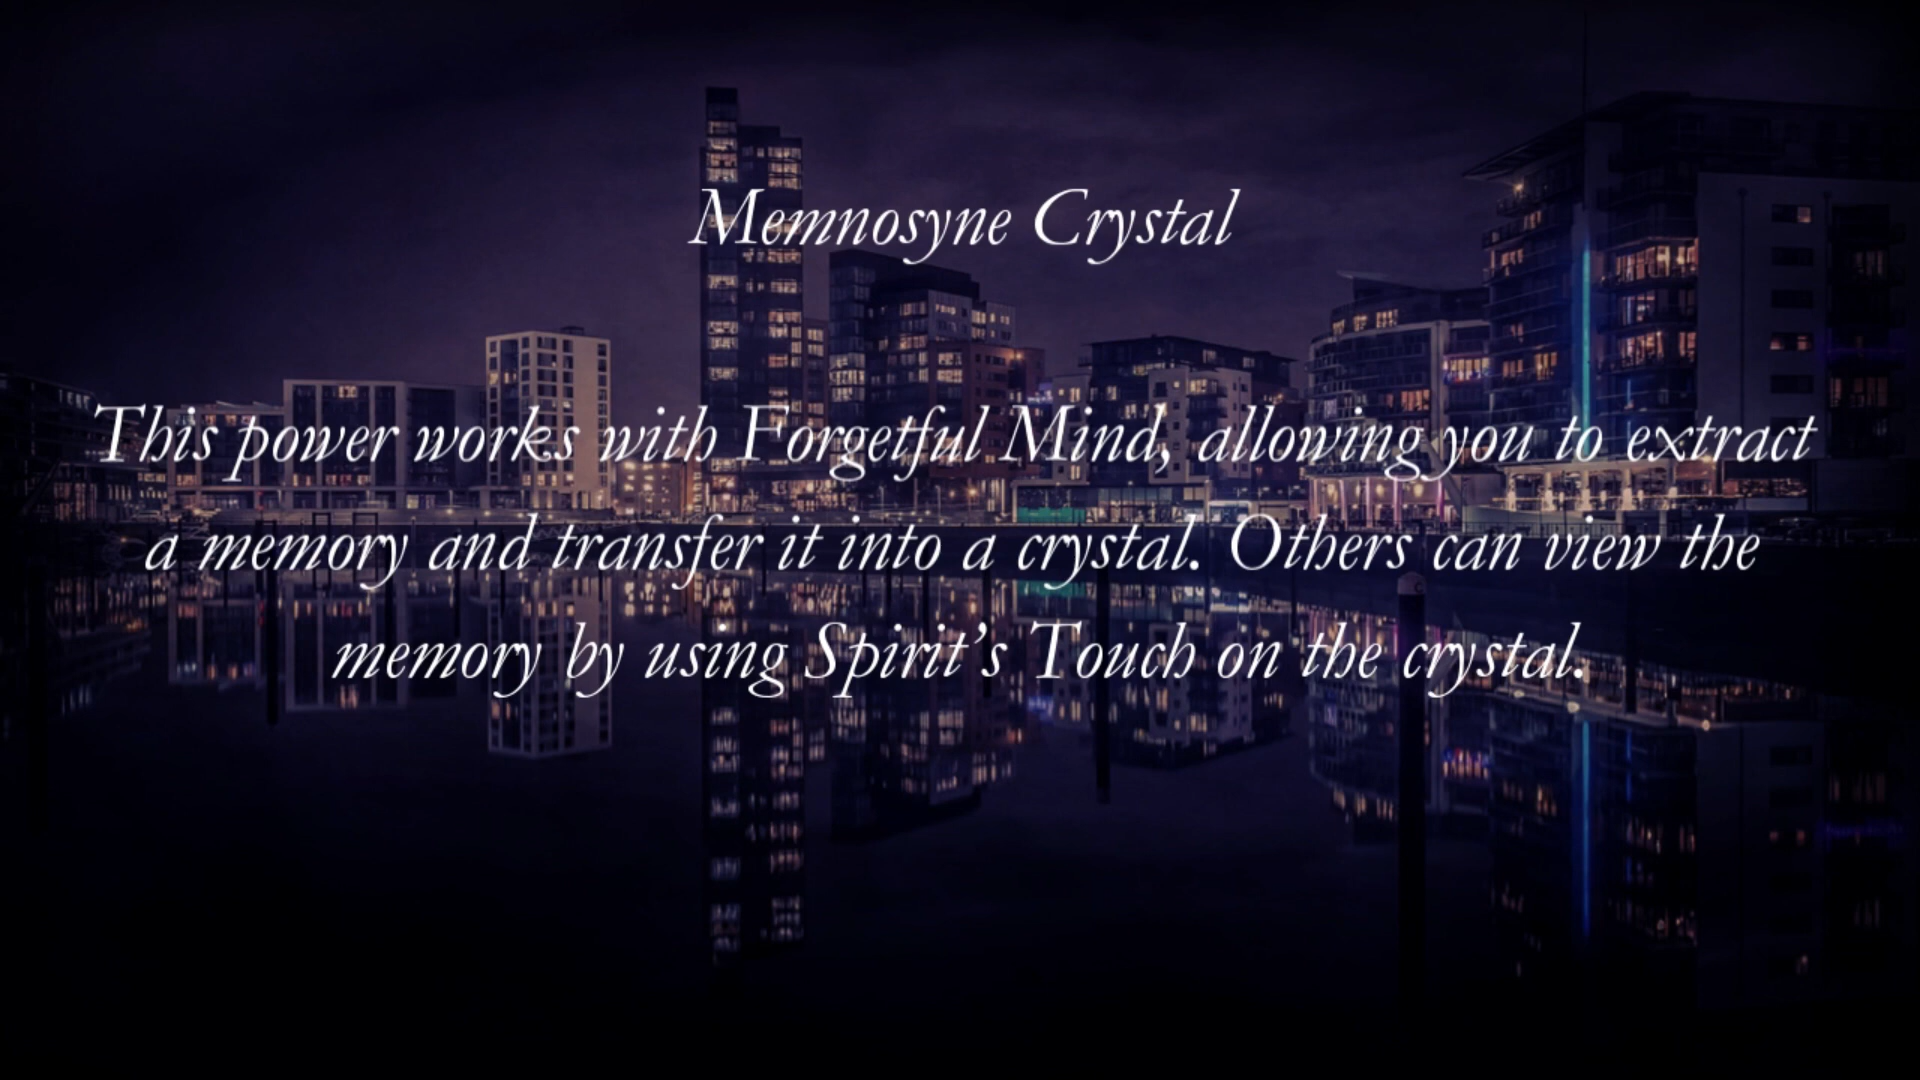 Memnosyne Crystal
This power works with Forgetful Mind, allowing you to extract
a memory and transfer it into a crystal. Others can view the
memory by using Spirit's Touch on the crystal.